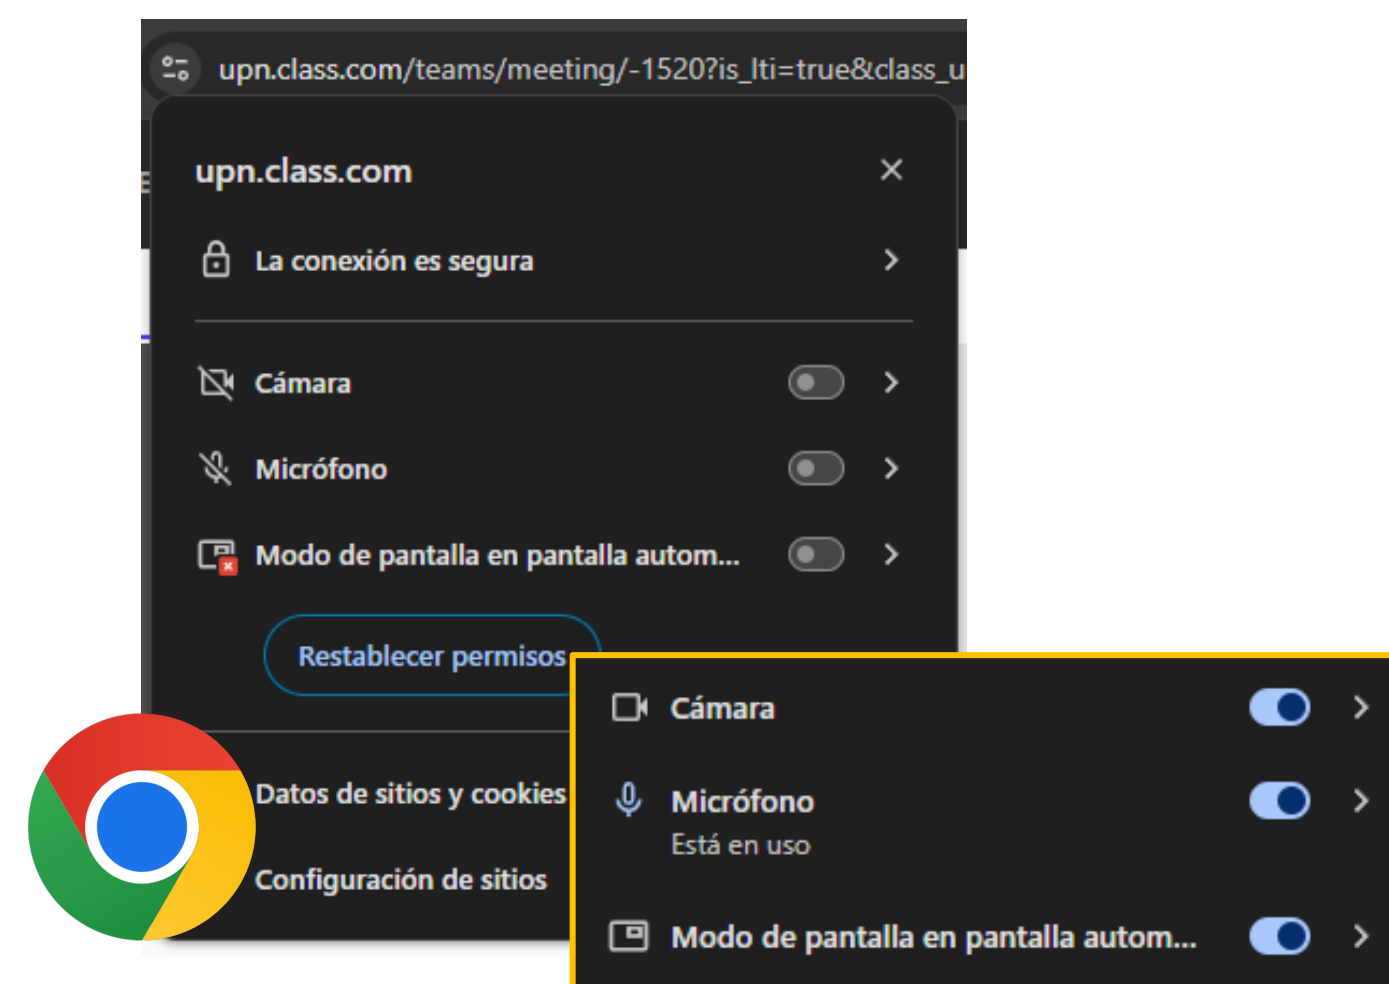 upn.class.com/teams/meeting/-1520?is_lti=true&class_u
upn.class.com
La conexión es segura
Cámara
Micrófono
Modo de pantalla en pantalla autom...
Restablecer permisos
Datos de sitios y cookies
Configuración de sitios
Cámara
Micrófono
Está en uso
Modo de pantalla en pantalla autom...